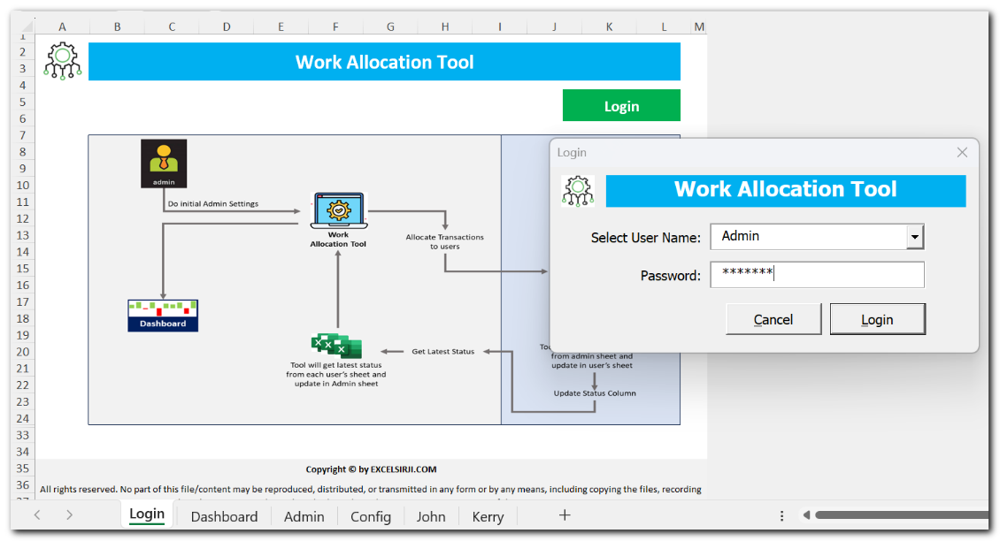 A B C D E F G H I J K L M
1
2
3
4
5
6
7
8
9
10
11
12
13
14
15
16
17
18
19
20
21
22
23
24
33
34
35
36
Work Allocation Tool
Login
admin
Do initial Admin Settings
Work
Allocation Tool
Allocate Transactions
to users
Dashboard
Tool will get latest status
from each user's sheet and
update in Admin sheet
Get Latest Status
from admin sheet and
update in user's sheet
Update Status Column
Login
Work Allocation Tool
Select User Name: Admin
Password: *******
Cancel Login
Copyright © by EXCELSIRJI.COM
All rights reserved. No part of this file/content may be reproduced, distributed, or transmitted in any form or by any means, including copying the files, recording
Login Dashboard Admin Config John Kerry